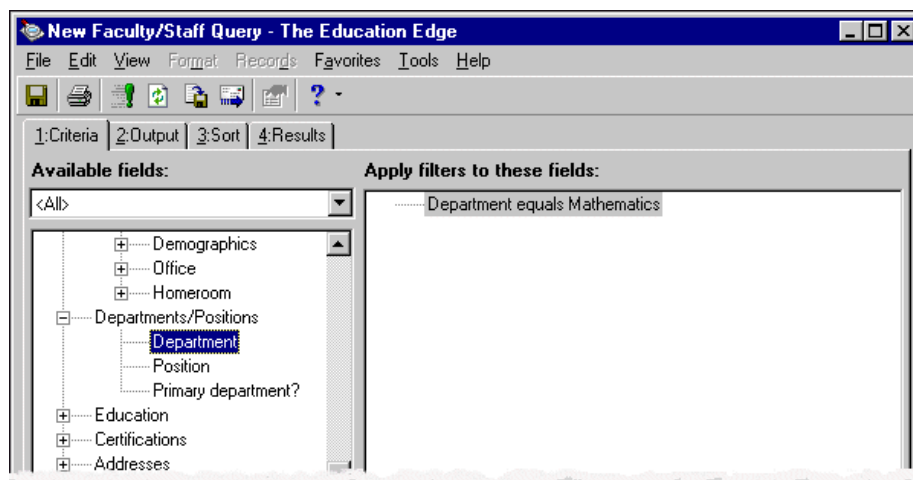 New Faculty/Staff Query - The Education Edge
File Edit View Format Records Favorites Tools Help
1:Criteria 2:Output 3:Sort 4:Results
Available fields:
Apply filters to these fields:
<All>
Department equals Mathematics
Demographics
Office
Homeroom
Departments/Positions
Department
Position
Primary department?
Education
Certifications
Addresses